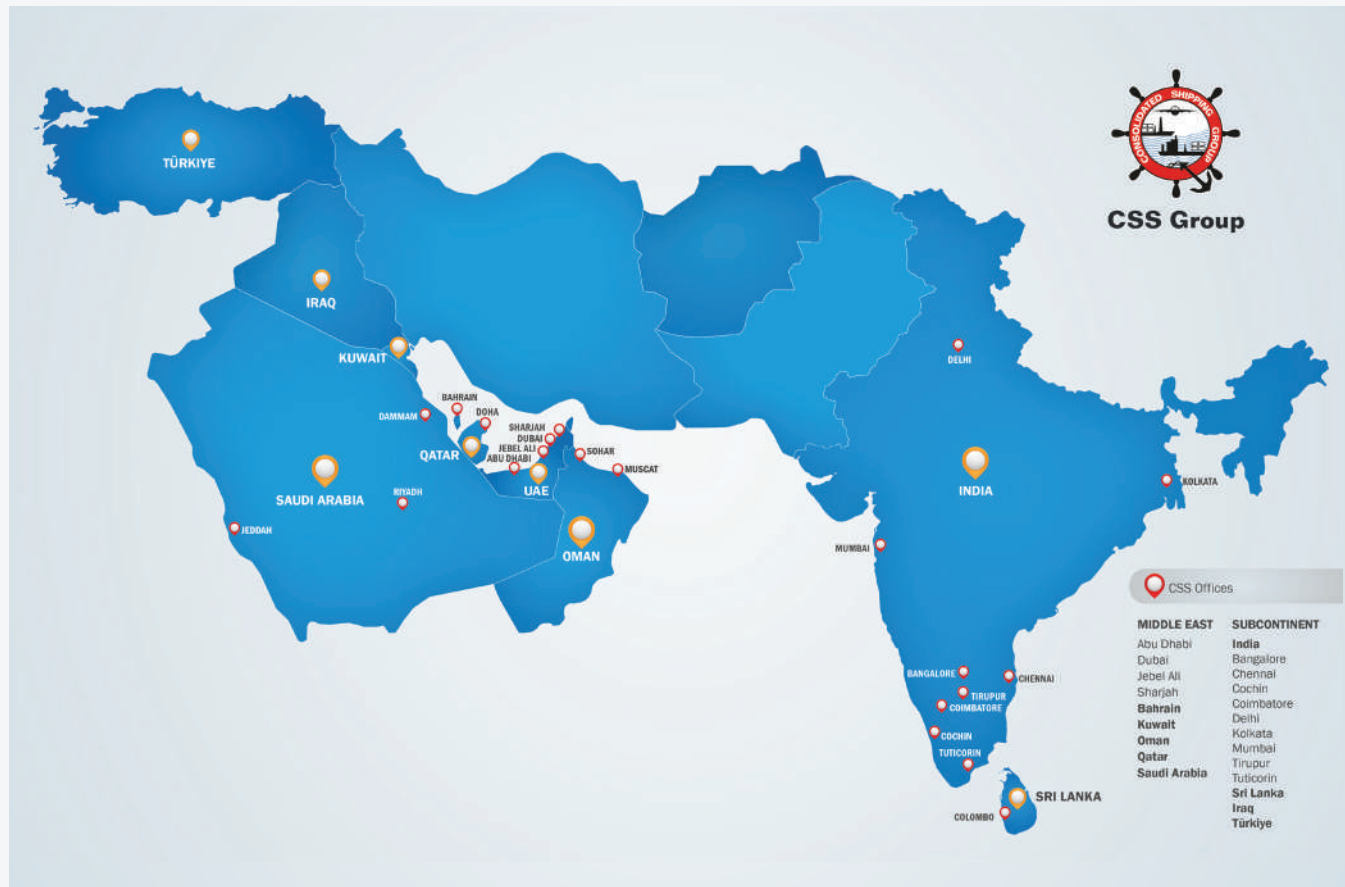 CONSOLIDATED SHIPPING GROUP
CSS Group
TÜRKIYE
IRAQ
KUWAIT
DELHI
BAHRAIN
DAMMAM
DOHA
SHARJAH
DUBAI
JEBEL ALI
ABU DHABI
QATAR
SOHAR
MUSCAT
UAE
SAUDI ARABIA
RIYADH
JEDDAH
OMAN
INDIA
KOLKATA
MUMBAI
BANGALORE
CHENNAI
TIRUPUR
COIMBATORE
COCHIN
TUTICORIN
SRI LANKA
COLOMBO
CSS Offices
MIDDLE EAST
Abu Dhabi
Dubai
Jebel Ali
Sharjah
Bahrain
Kuwait
Oman
Qatar
Saudi Arabia
SUBCONTINENT
India
Bangalore
Chennai
Cochin
Coimbatore
Delhi
Kolkata
Mumbai
Tirupur
Tuticorin
Sri Lanka
Iraq
Türkiye